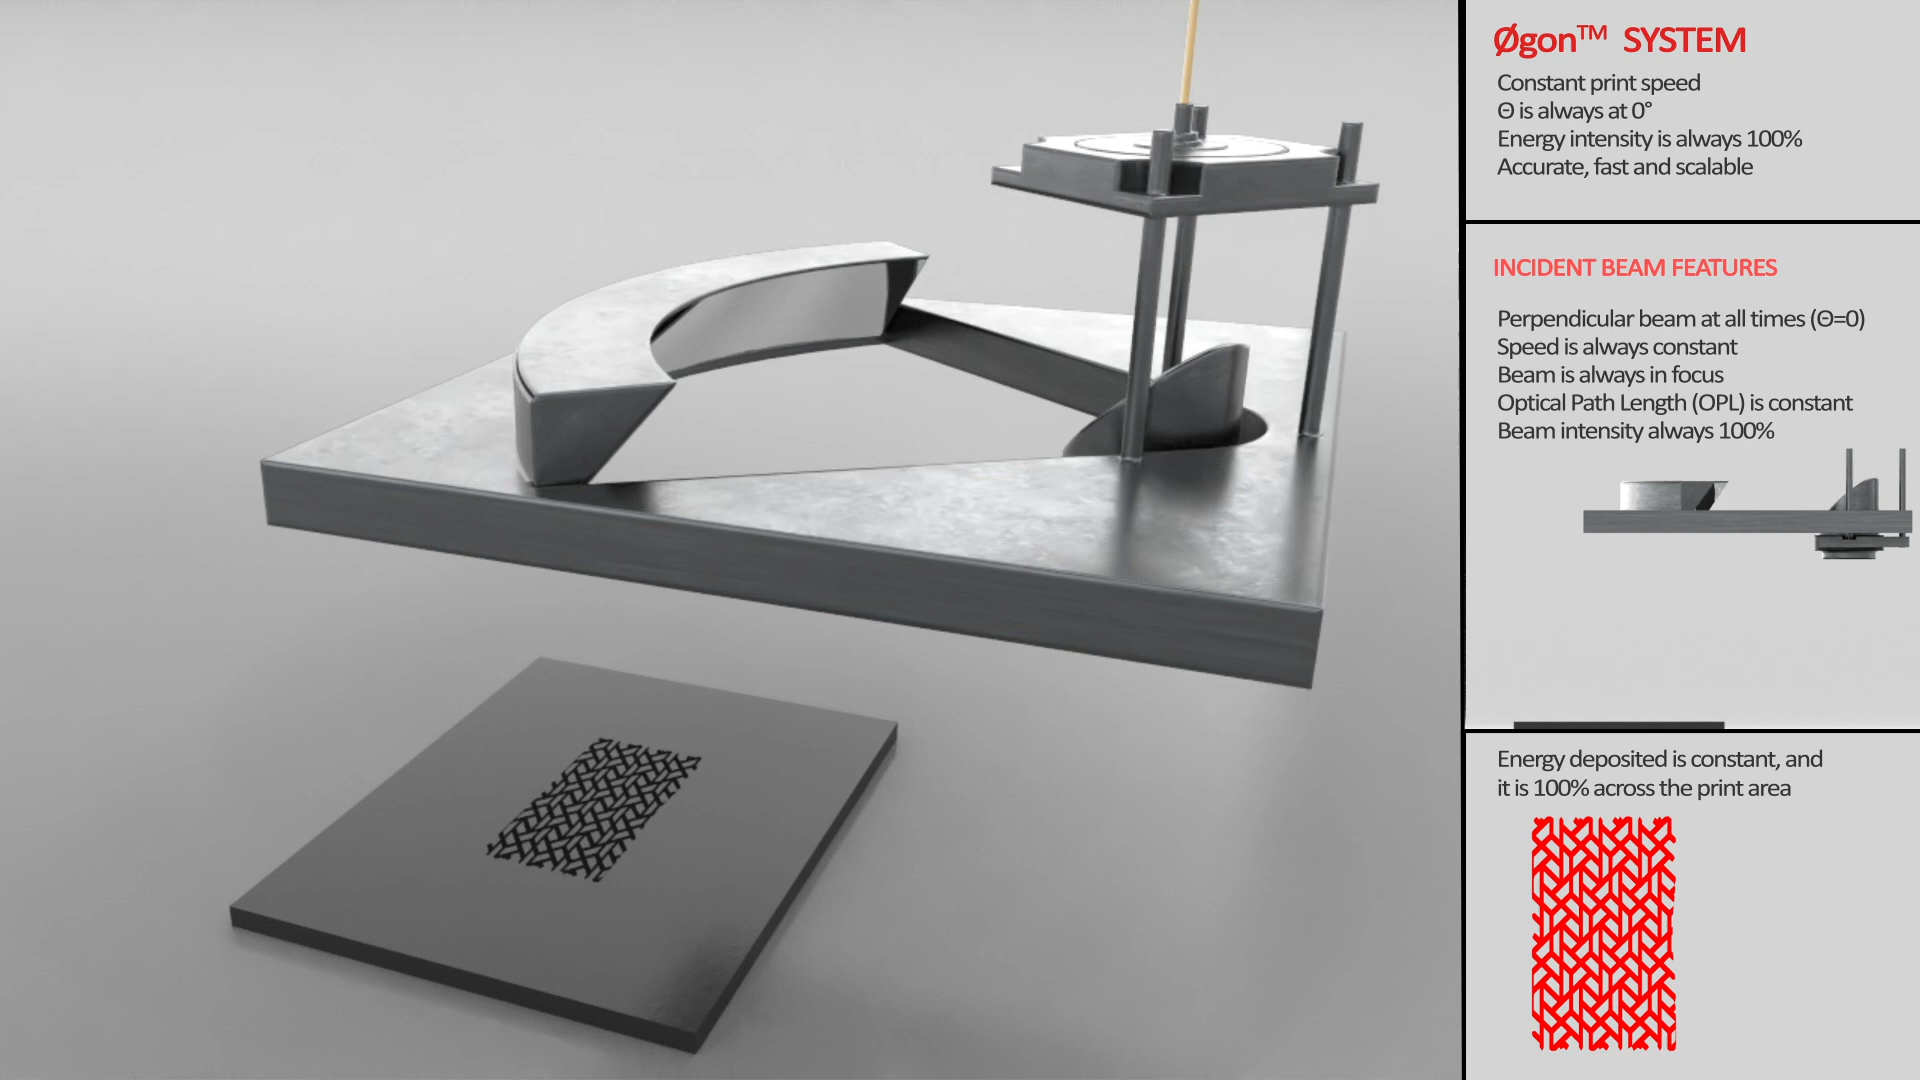 Øgon™ SYSTEM
Constant print speed
Θ is always at 0°
Energy intensity is always 100%
Accurate, fast and scalable
INCIDENT BEAM FEATURES
Perpendicular beam at all times (Θ=0)
Speed is always constant
Beam is always in focus
Optical Path Length (OPL) is constant
Beam intensity always 100%
Energy deposited is constant, and
it is 100% across the print area